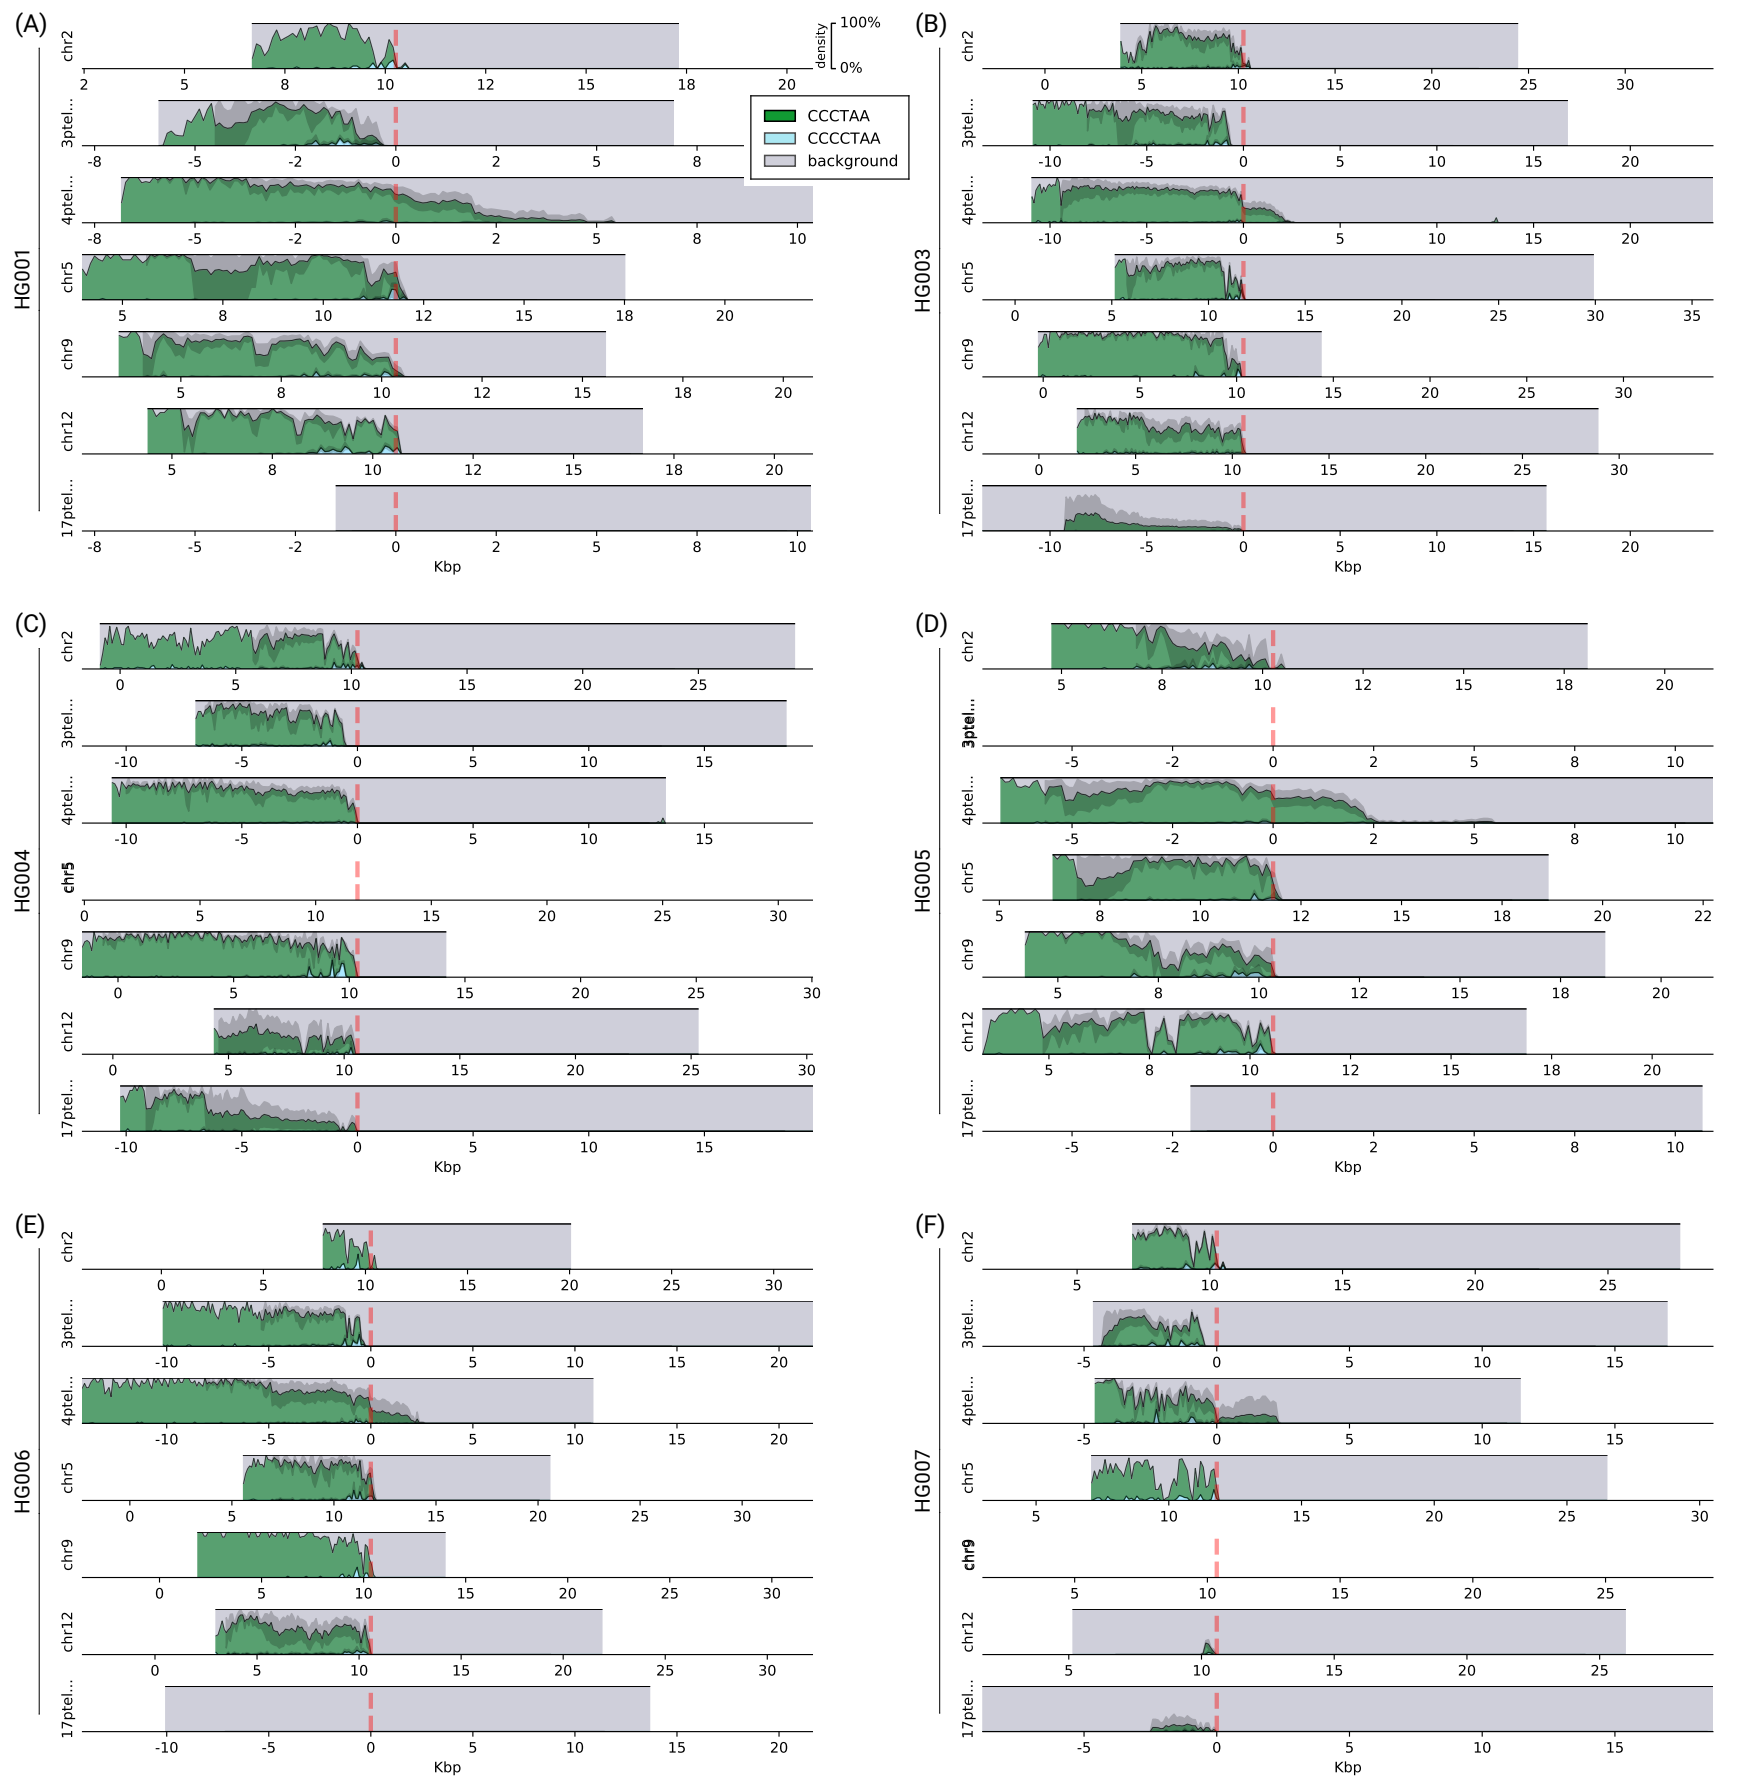 (A)
HG001
chr2
2 5 8 10 12 15 18 20
density
100%
0%
CCCTAA
CCCCTAA
background
3ptel...
-8 -5 -2 0 2 5 8
4ptel...
-8 -5 -2 0 2 5 8 10
chr5
5 8 10 12 15 18 20
chr9
5 8 10 12 15 18 20
chr12
5 8 10 12 15 18 20
17ptel...
-8 -5 -2 0 2 5 8 10
Kbp
(B)
HG003
chr2
0 5 10 15 20 25 30
3ptel...
-10 -5 0 5 10 15 20
4ptel...
-10 -5 0 5 10 15 20
chr5
0 5 10 15 20 25 30 35
chr9
0 5 10 15 20 25 30
chr12
0 5 10 15 20 25 30
17ptel...
-10 -5 0 5 10 15 20
Kbp
(C)
HG004
chr2
0 5 10 15 20 25
3ptel...
-10 -5 0 5 10 15
4ptel...
-10 -5 0 5 10 15
chr5
0 5 10 15 20 25 30
chr9
0 5 10 15 20 25 30
chr12
0 5 10 15 20 25 30
17ptel...
-10 -5 0 5 10 15
Kbp
(D)
HG005
chr2
5 8 10 12 15 18 20
3ptel...
-5 -2 0 2 5 8 10
4ptel...
-5 -2 0 2 5 8 10
chr5
5 8 10 12 15 18 20 22
chr9
5 8 10 12 15 18 20
chr12
5 8 10 12 15 18 20
17ptel...
-5 -2 0 2 5 8 10
Kbp
(E)
HG006
chr2
0 5 10 15 20 25 30
3ptel...
-10 -5 0 5 10 15 20
4ptel...
-10 -5 0 5 10 15 20
chr5
0 5 10 15 20 25 30
chr9
0 5 10 15 20 25 30
chr12
0 5 10 15 20 25 30
17ptel...
-10 -5 0 5 10 15 20
Kbp
(F)
HG007
chr2
5 10 15 20 25
3ptel...
-5 0 5 10 15
4ptel...
-5 0 5 10 15
chr5
5 10 15 20 25 30
chr9
5 10 15 20 25
chr12
5 10 15 20 25
17ptel...
-5 0 5 10 15
Kbp